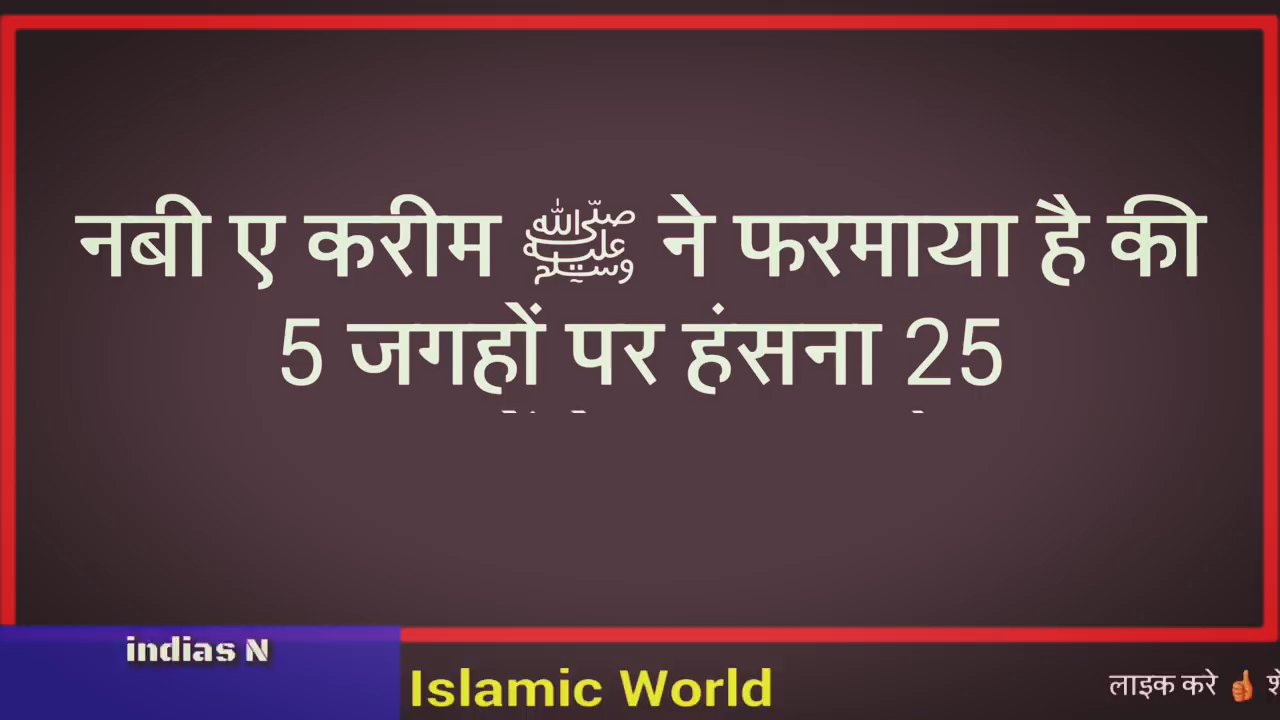 नबी ए करीम ﷺ ने फरमाया है की
5 जगहों पर हंसना 25
indias N
Islamic World
लाइक करे 👍